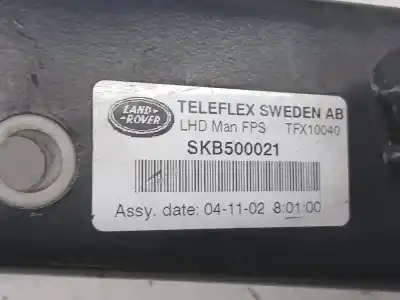 LAND-
ROVER
TELEFLEX SWEDEN AB
LHD Man FPS TFX10040
SKB500021
Assy. date: 04-11-02 8:01:00